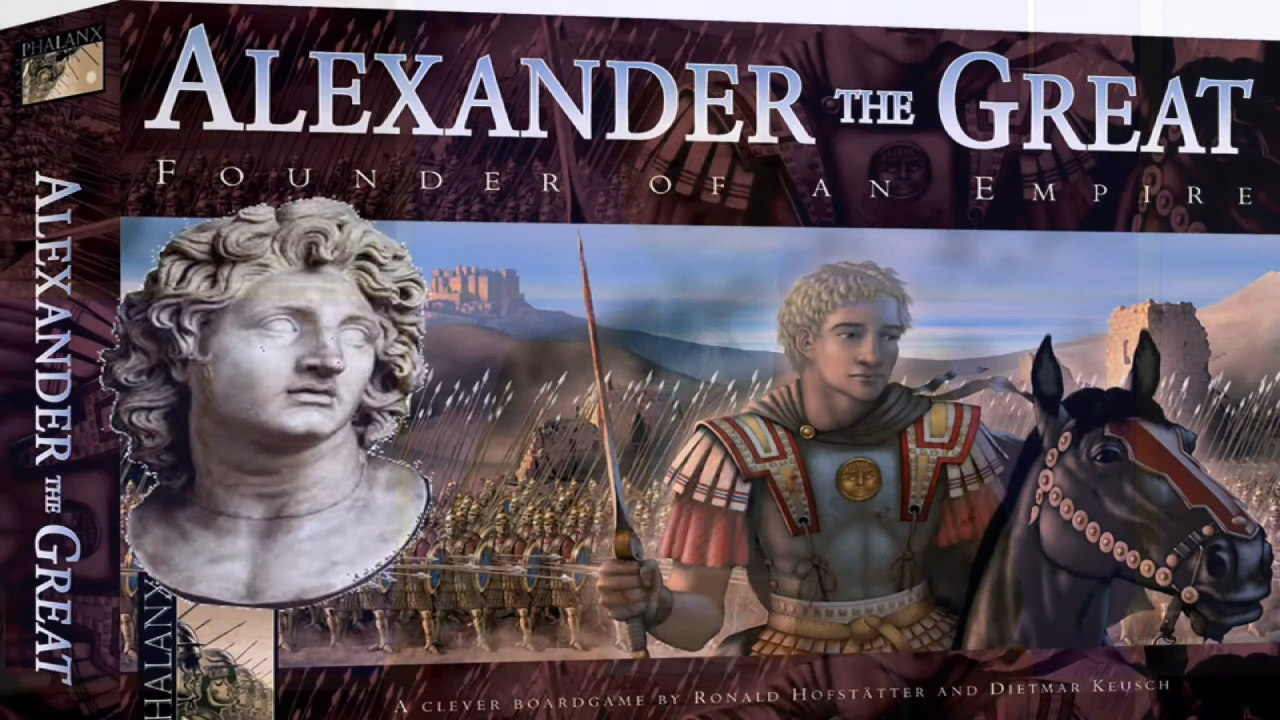 PHALANX
ALEXANDER THE GREAT
FOUNDER OF AN EMPIRE
ALEXANDER THE GREAT
PHALANX
A CLEVER BOARDGAME BY RONALD HOFSTÄTTER AND DIETMAR KEUSCH